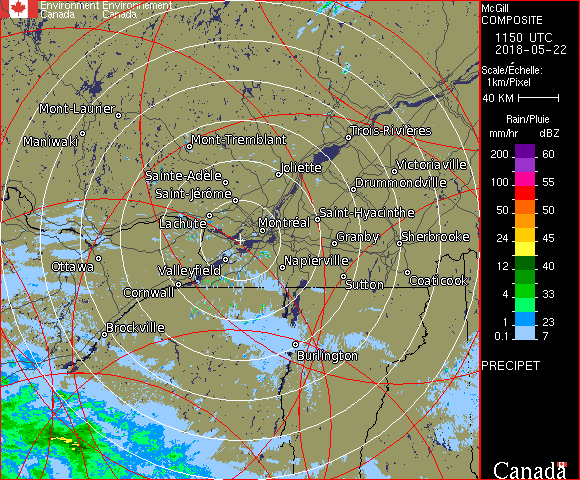 Environment Environnement
Canada Canada
McGill
COMPOSITE
1150 UTC
2018-05-22
Scale/Échelle:
1km/Pixel
40 KM
Rain/Pluie
mm/hr dBZ
200 60
100 55
50 50
24 45
12 40
4 33
1 23
0.1 7
PRECIPET
Canada
Mont-Laurier
Maniwaki
Mont-Tremblant
Trois-Rivières
Joliette
Victoriaville
Sainte-Adèle
Drummondville
Saint-Jérôme
Lachute
Saint-Hyacinthe
Montréal
Granby
Sherbrooke
Ottawa
Valleyfield
Napierville
Cornwall
Sutton
Coaticook
Brockville
Burlington